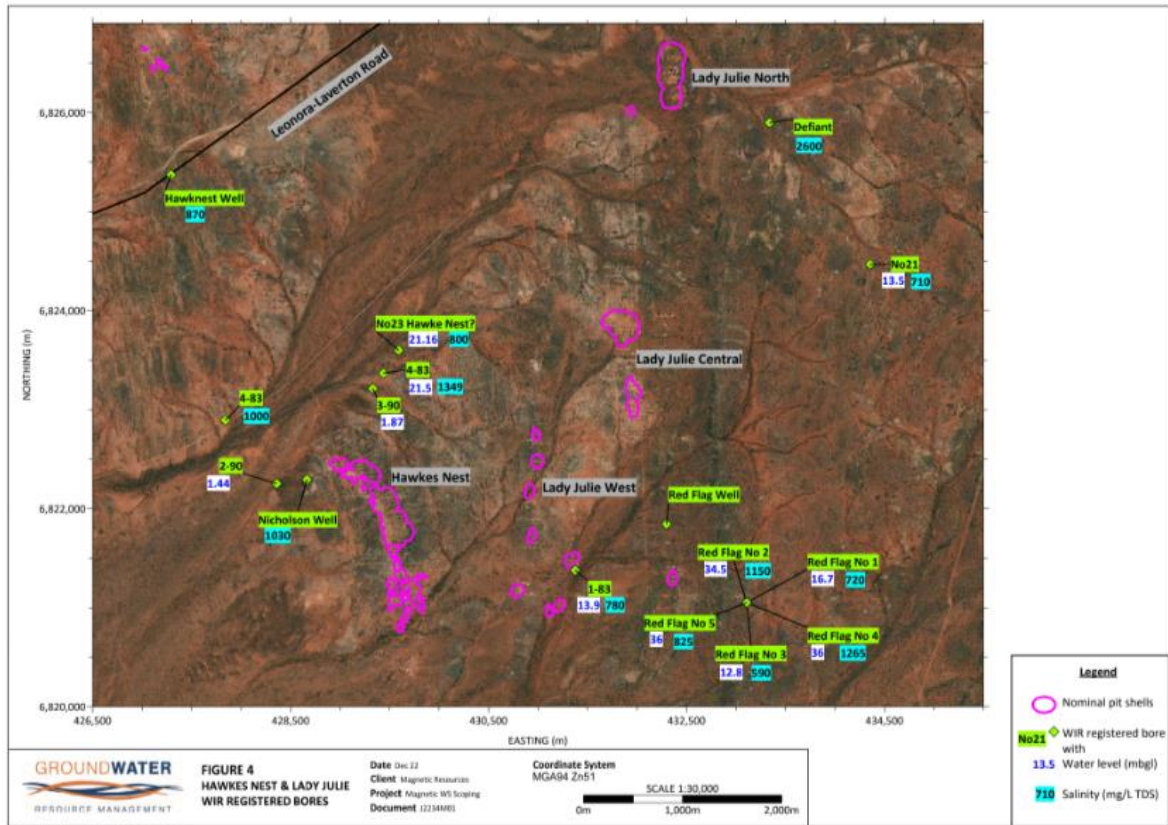 Leonora-Laverton Road
Lady Julie North
6,826,000
Defiant
2600
Hawknest Well
870
No21
13.5 710
6,824,000
No23 Hawke Nest?
21.16 800
Lady Julie Central
4-83
21.5 1349
3-90
1.87
4-83
1000
NORTHING (m)
2-90
1.44
Hawkes Nest
Lady Julie West
Nicholson Well
1030
6,822,000
Red Flag Well
Red Flag No 2
34.5 1150
Red Flag No 1
16.7 720
1-83
13.9 780
Red Flag No 5
36 825
Red Flag No 4
36 1265
Red Flag No 3
12.8 590
6,820,000
426,500 428,500 430,500 432,500 434,500
EASTING (m)
Legend
Nominal pit shells
No21 WIR registered bore
with
13.5 Water level (mbgl)
710 Salinity (mg/L TDS)
GROUNDWATER
RESOURCE MANAGEMENT
FIGURE 4
HAWKES NEST & LADY JULIE
WIR REGISTERED BORES
Date Dec 22
Client Magnetic Resources
Project Magnetic WS Scoping
Document J2234M01
Coordinate System
MGA94 Zn51
SCALE 1:30,000
0m 1,000m 2,000m